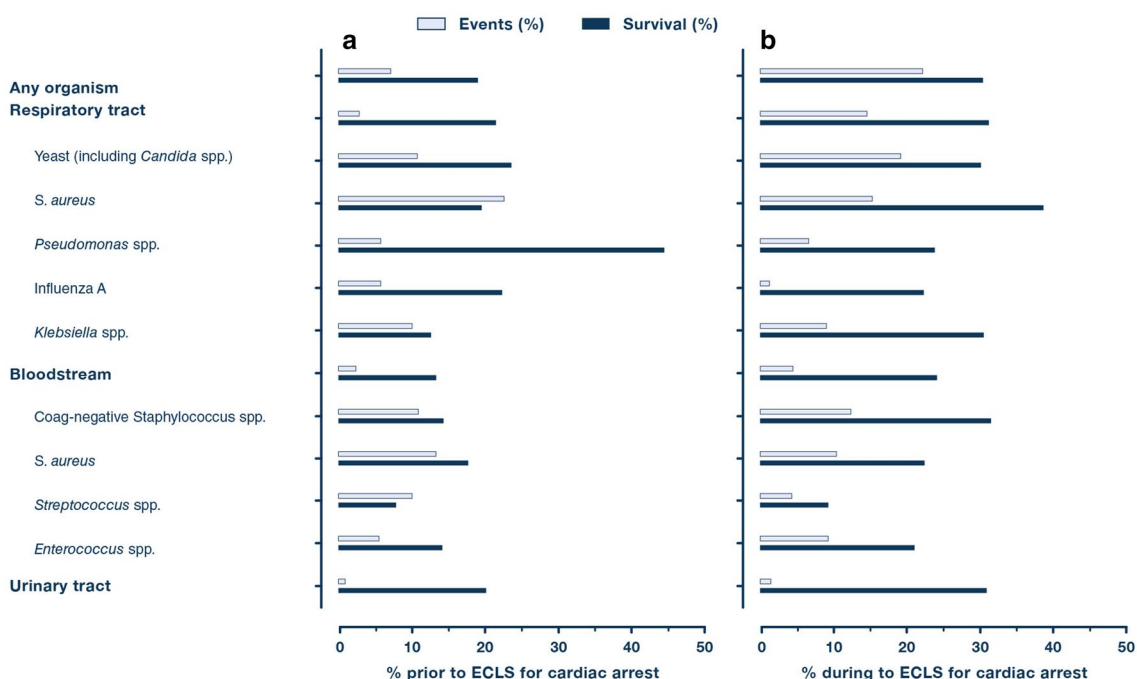 Events (%) Survival (%)
a b
Any organism
Respiratory tract
Yeast (including Candida spp.)
S. aureus
Pseudomonas spp.
Influenza A
Klebsiella spp.
Bloodstream
Coag-negative Staphylococcus spp.
S. aureus
Streptococcus spp.
Enterococcus spp.
Urinary tract
0 10 20 30 40 50 0 10 20 30 40 50
% prior to ECLS for cardiac arrest % during to ECLS for cardiac arrest